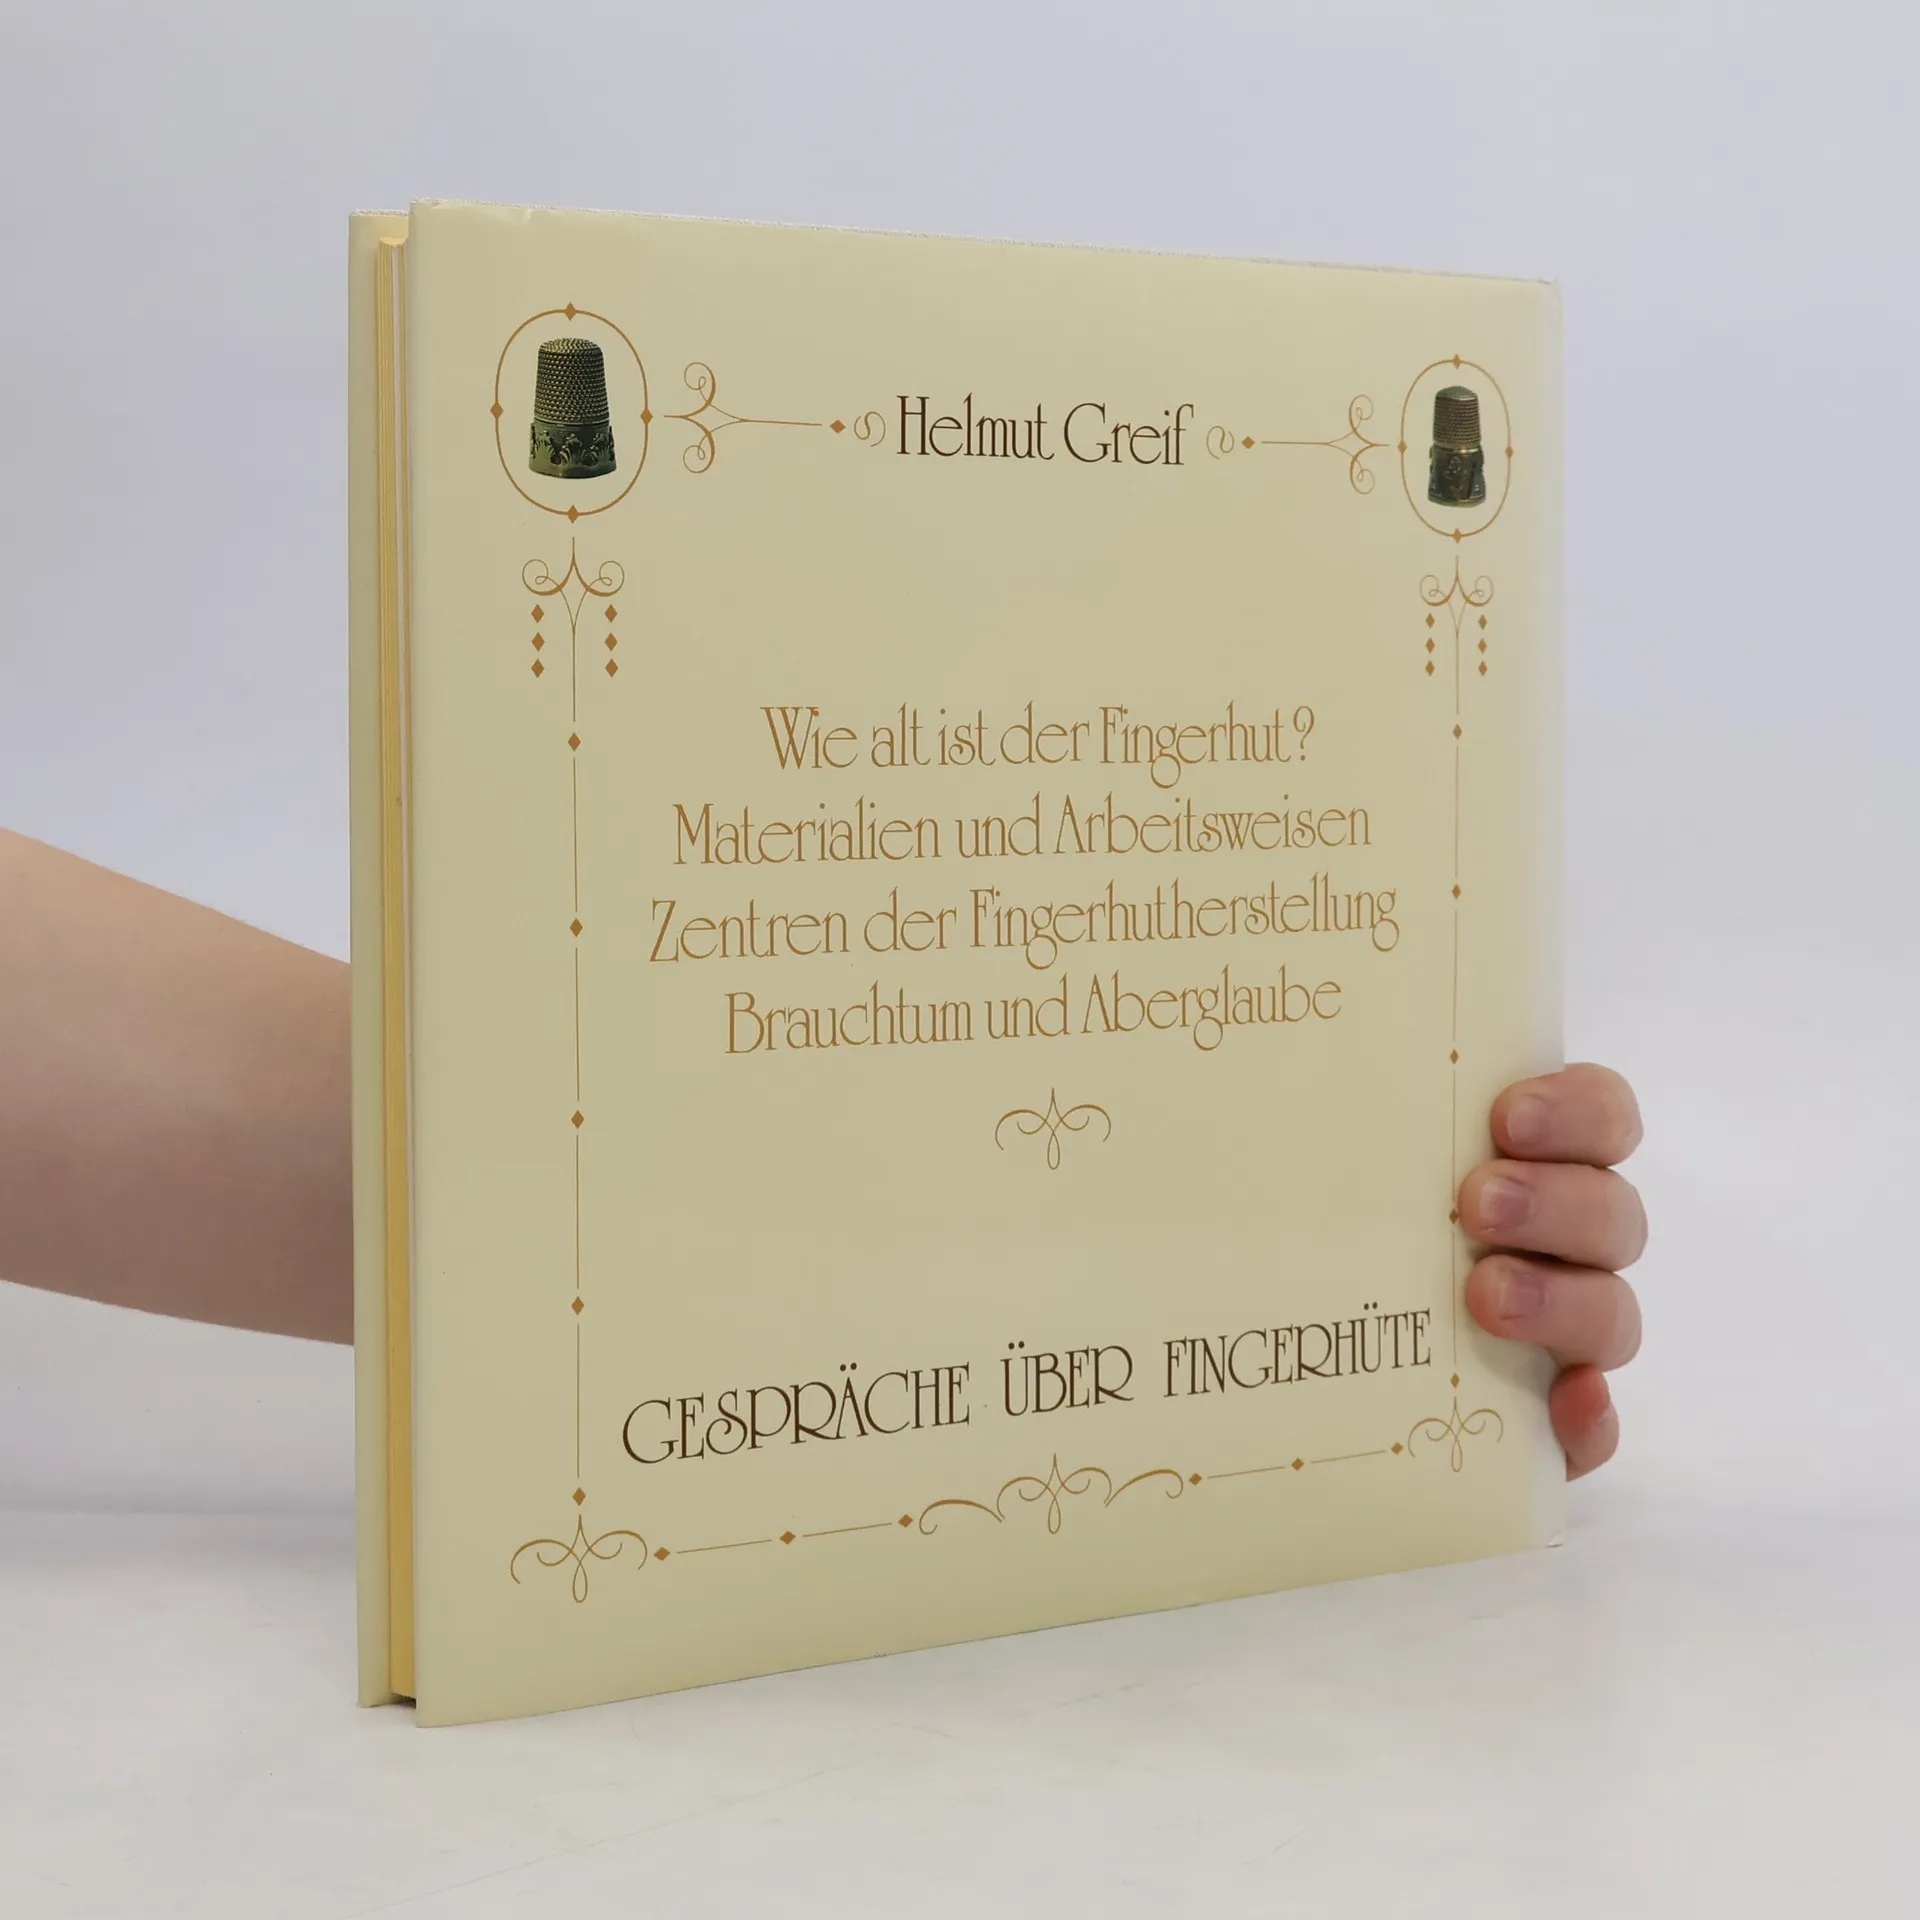 Helmut Greif
Wie alt ist der Fingerhut?
Materialien und Arbeitsweisen
Zentren der Fingerhutherstellung
Brauchtum und Aberglaube
GESPRÄCHE ÜBER FINGERHÜTE